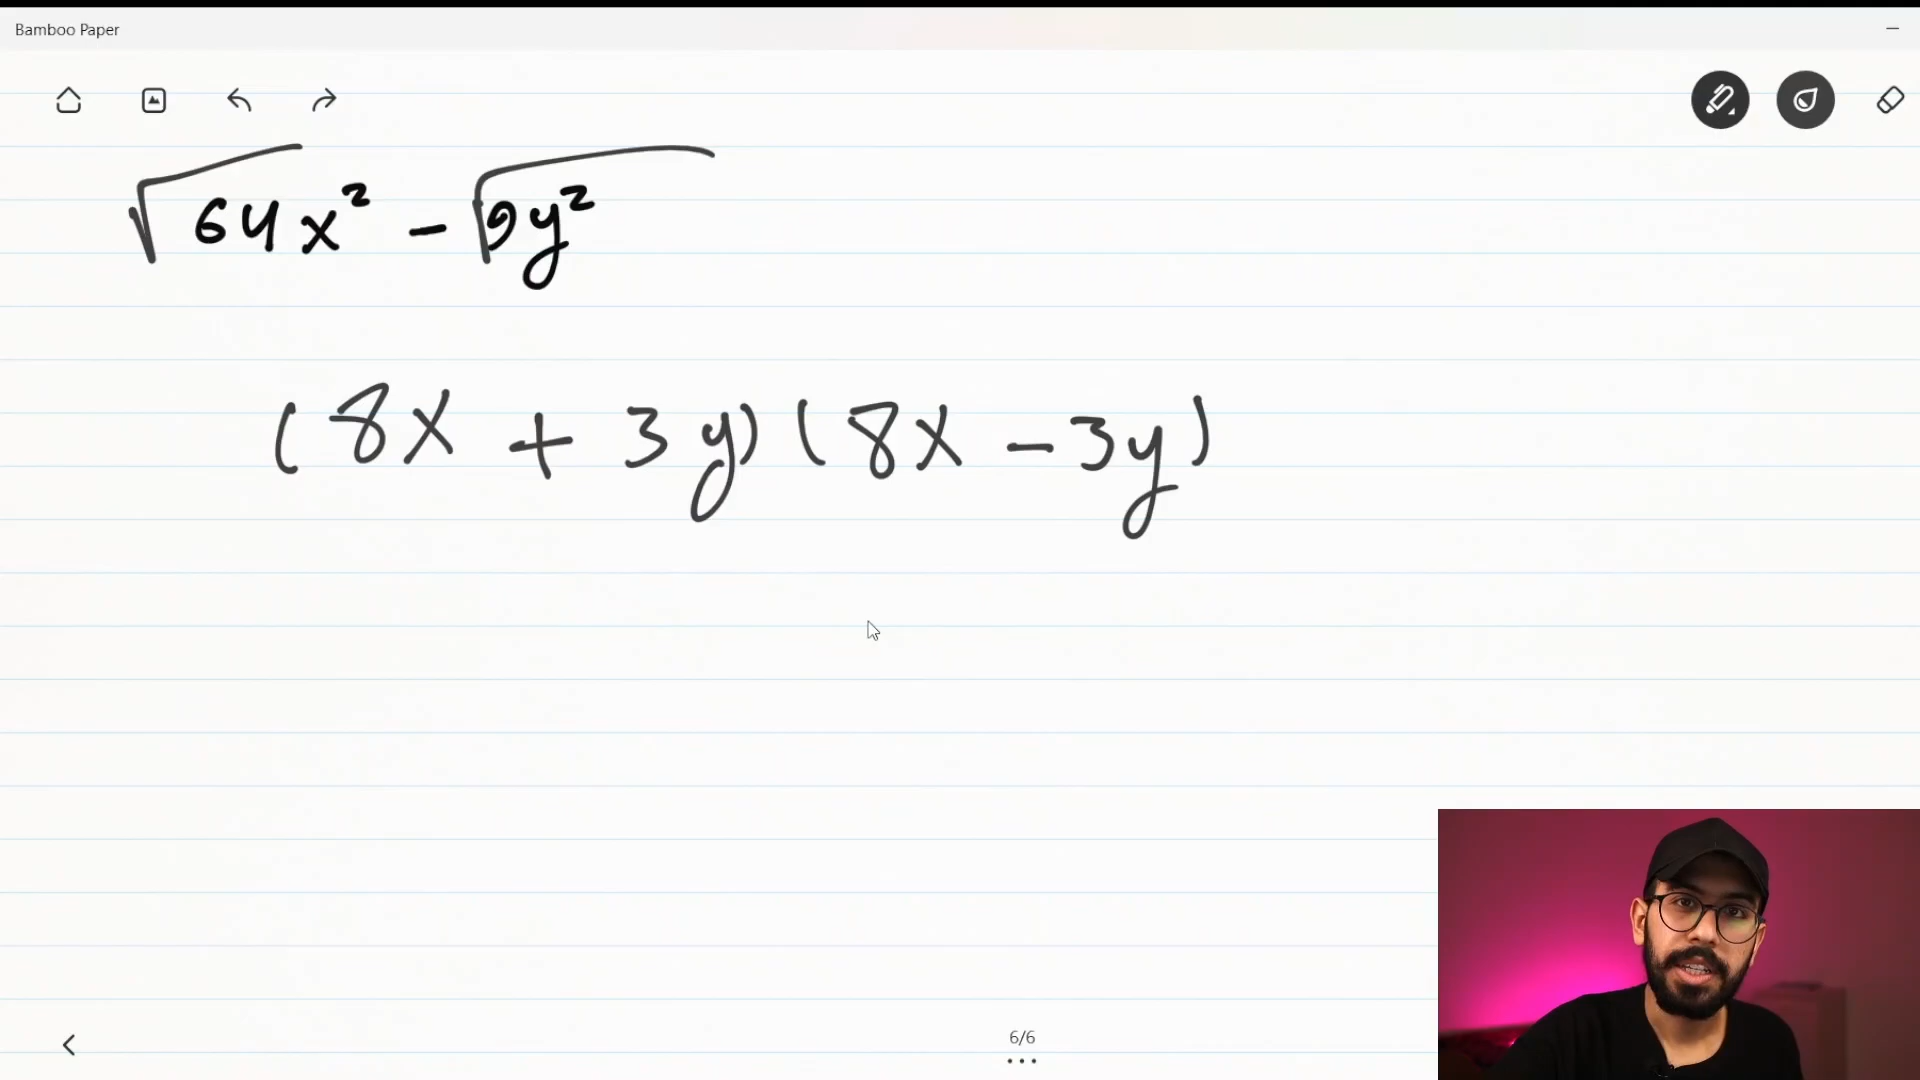 Bamboo Paper
√64x² - √9y²
(8x + 3y)(8x - 3y)
6/6